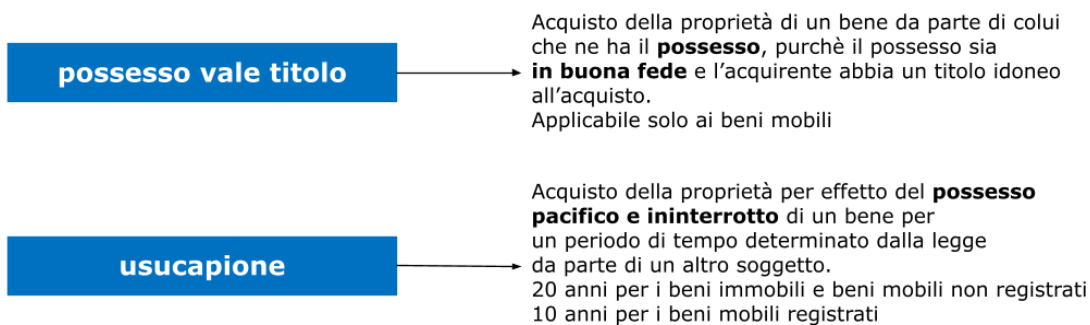 possesso vale titolo
Acquisto della proprietà di un bene da parte di colui
che ne ha il possesso, purchè il possesso sia
in buona fede e l'acquirente abbia un titolo idoneo
all'acquisto.
Applicabile solo ai beni mobili
usucapione
Acquisto della proprietà per effetto del possesso
pacifico e ininterrotto di un bene per
un periodo di tempo determinato dalla legge
da parte di un altro soggetto.
20 anni per i beni immobili e beni mobili non registrati
10 anni per i beni mobili registrati